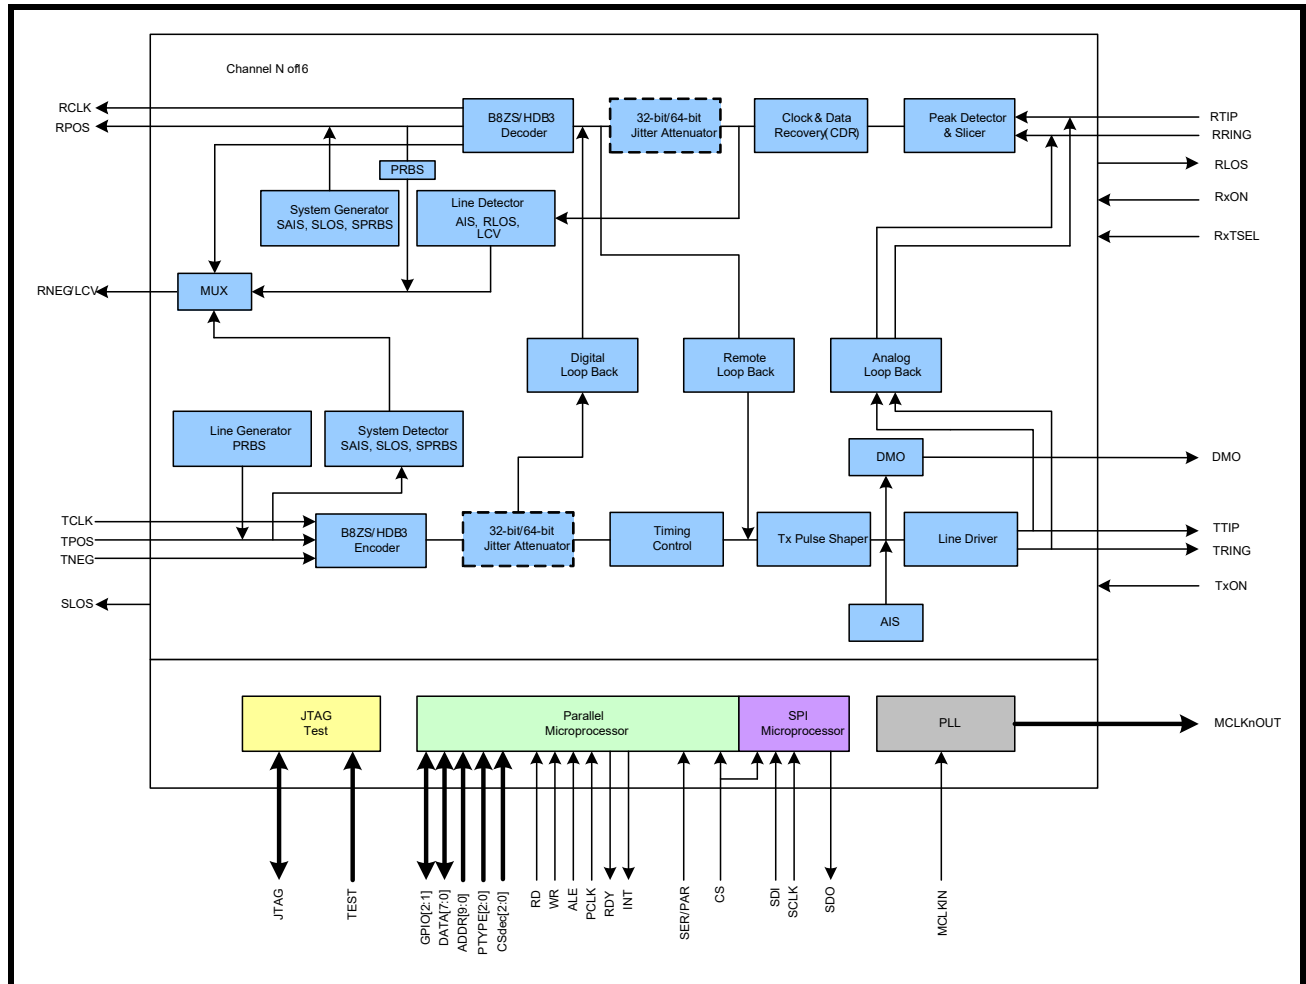 Channel N of16
RCLK
RPOS
B8ZS/HDB3
Decoder
32-bit/64-bit
Jitter Attenuator
Clock & Data
Recovery(CDR)
Peak Detector
& Slicer
RTIP
RRING
RLOS
RxON
RxTSEL
PRBS
System Generator
SAIS, SLOS, SPRBS
Line Detector
AIS, RLOS,
LCV
RNEG/LCV
MUX
Digital
Loop Back
Remote
Loop Back
Analog
Loop Back
Line Generator
PRBS
System Detector
SAIS, SLOS, SPRBS
DMO
DMO
TCLK
TPOS
TNEG
B8ZS/HDB3
Encoder
32-bit/64-bit
Jitter Attenuator
Timing
Control
Tx Pulse Shaper
Line Driver
TTIP
TRING
TxON
SLOS
AIS
JTAG
Test
Parallel
Microprocessor
SPI
Microprocessor
PLL
MCLKnOUT
JTAG
TEST
GPIO[2:1]
DATA[7:0]
ADDR[9:0]
PTYPE[2:0]
CSdec[2:0]
RD
WR
ALE
PCLK
RDY
INT
SER/PAR
CS
SDI
SCLK
SDO
MCLKIN